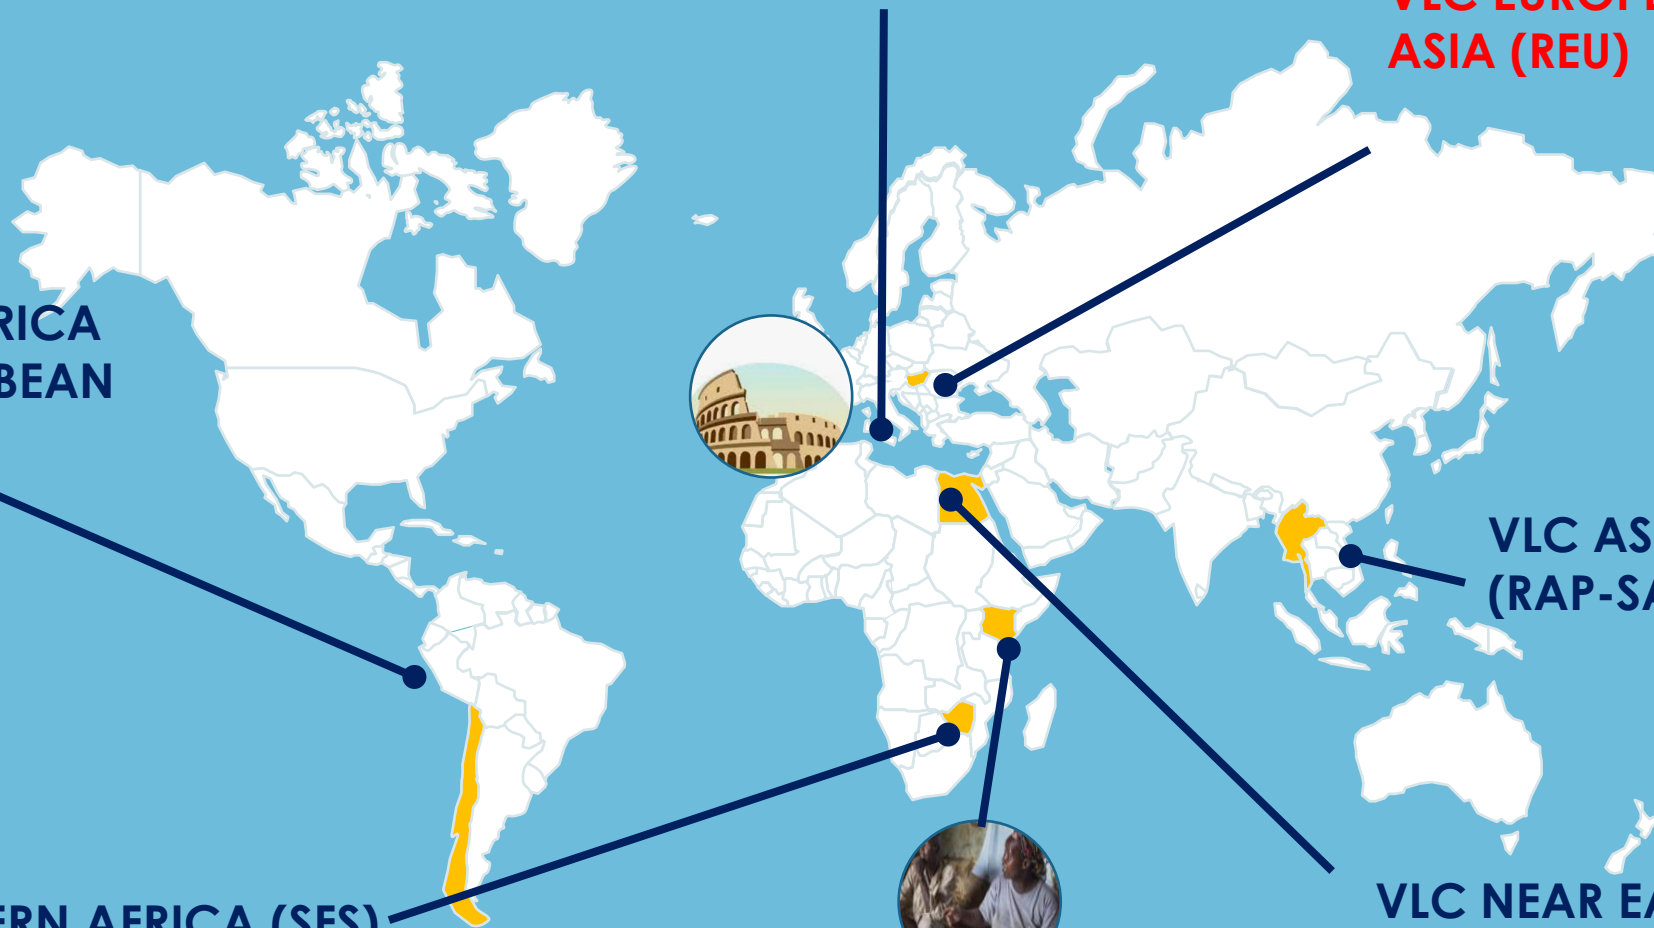 ASIA (REU)
RICA
BEAN
VLC AS
(RAP-SA
VLC NEAR EA
ERN AFRICA (SFS)